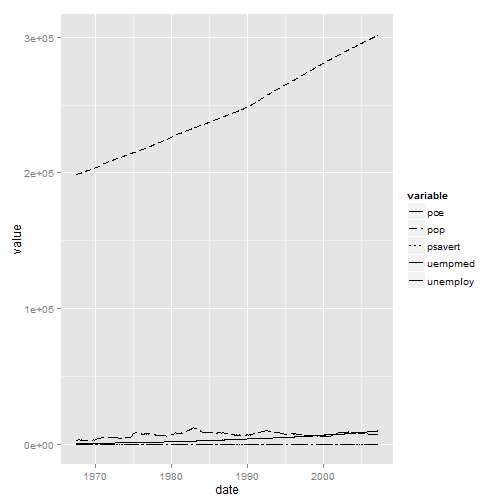 3e+05
2e+05
1e+05
0e+00
value
1970
1980
1990
2000
date
variable
pce
pop
psavert
uempmed
unemploy